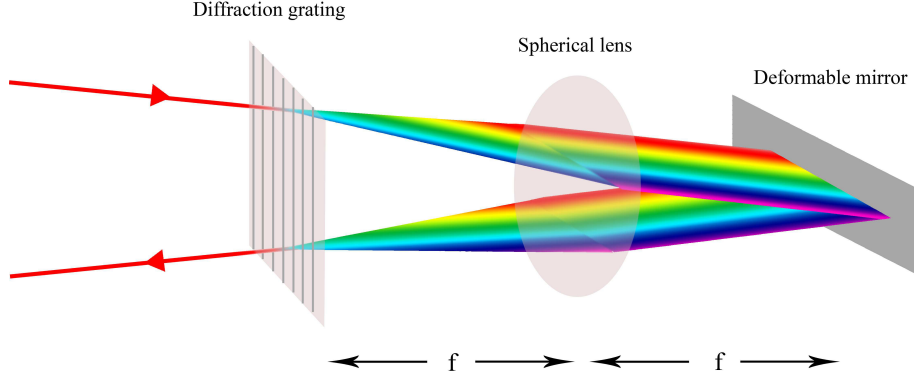 Diffraction grating
Spherical lens
Deformable mirror
f
f